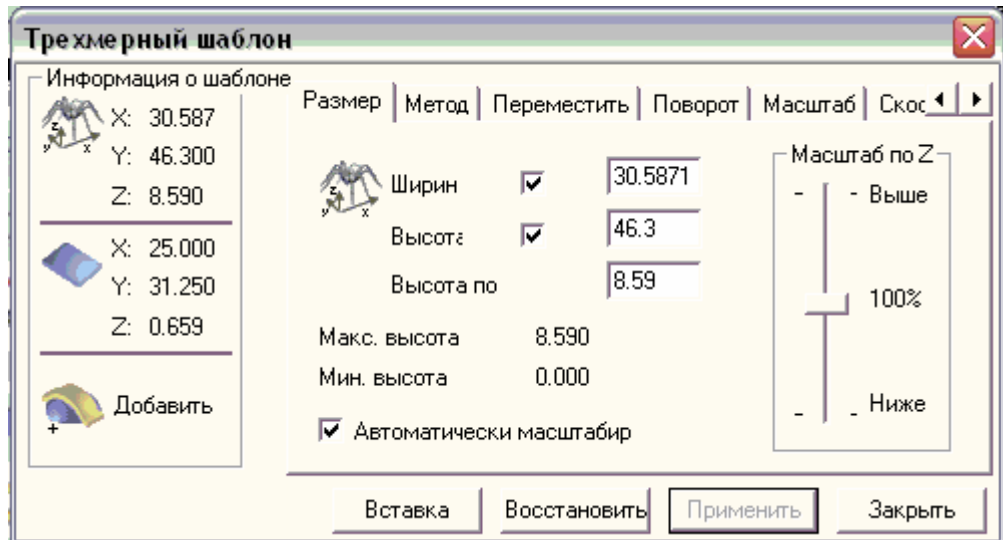 Трехмерный шаблон
Информация о шаблоне
X: 30.587
Y: 46.300
Z: 8.590
X: 25.000
Y: 31.250
Z: 0.659
Добавить
Размер Метод Переместить Поворот Масштаб Скос
Ширин 30.5871
Высота 46.3
Высота по 8.59
Макс. высота 8.590
Мин. высота 0.000
Автоматически масштабир
Масштаб по Z
Выше
100%
Ниже
Вставка Восстановить Применить Закрыть